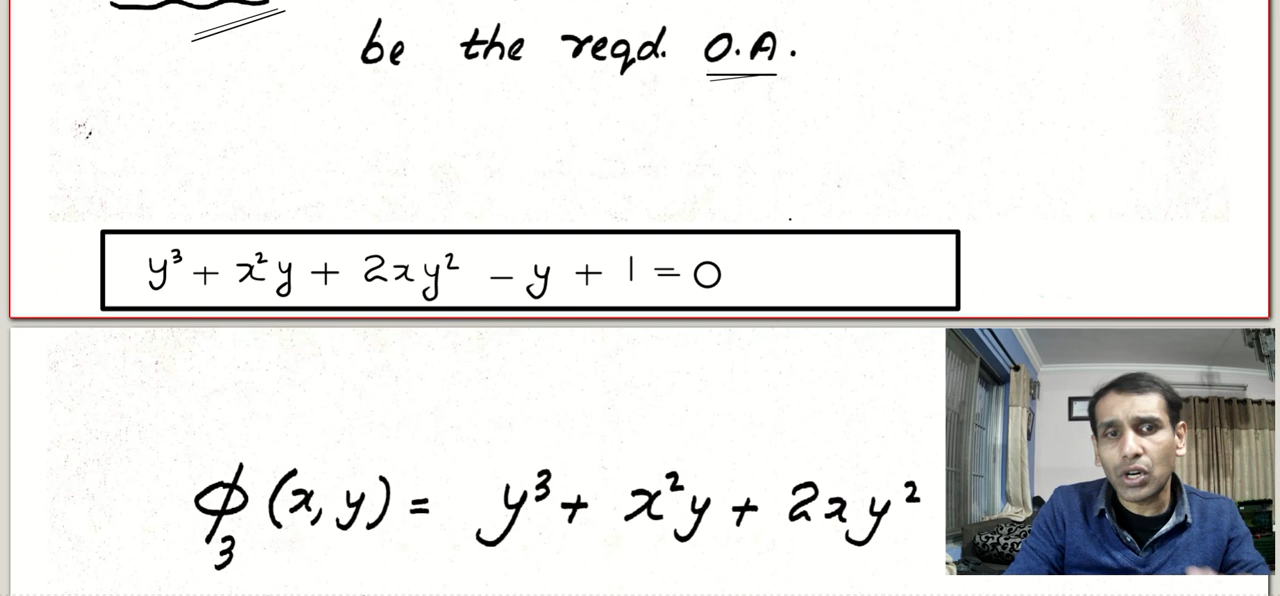 be the reqd. O.A.
y³ + x²y + 2xy² - y + 1 = 0
ϕ₃(x,y) = y³ + x²y + 2xy²